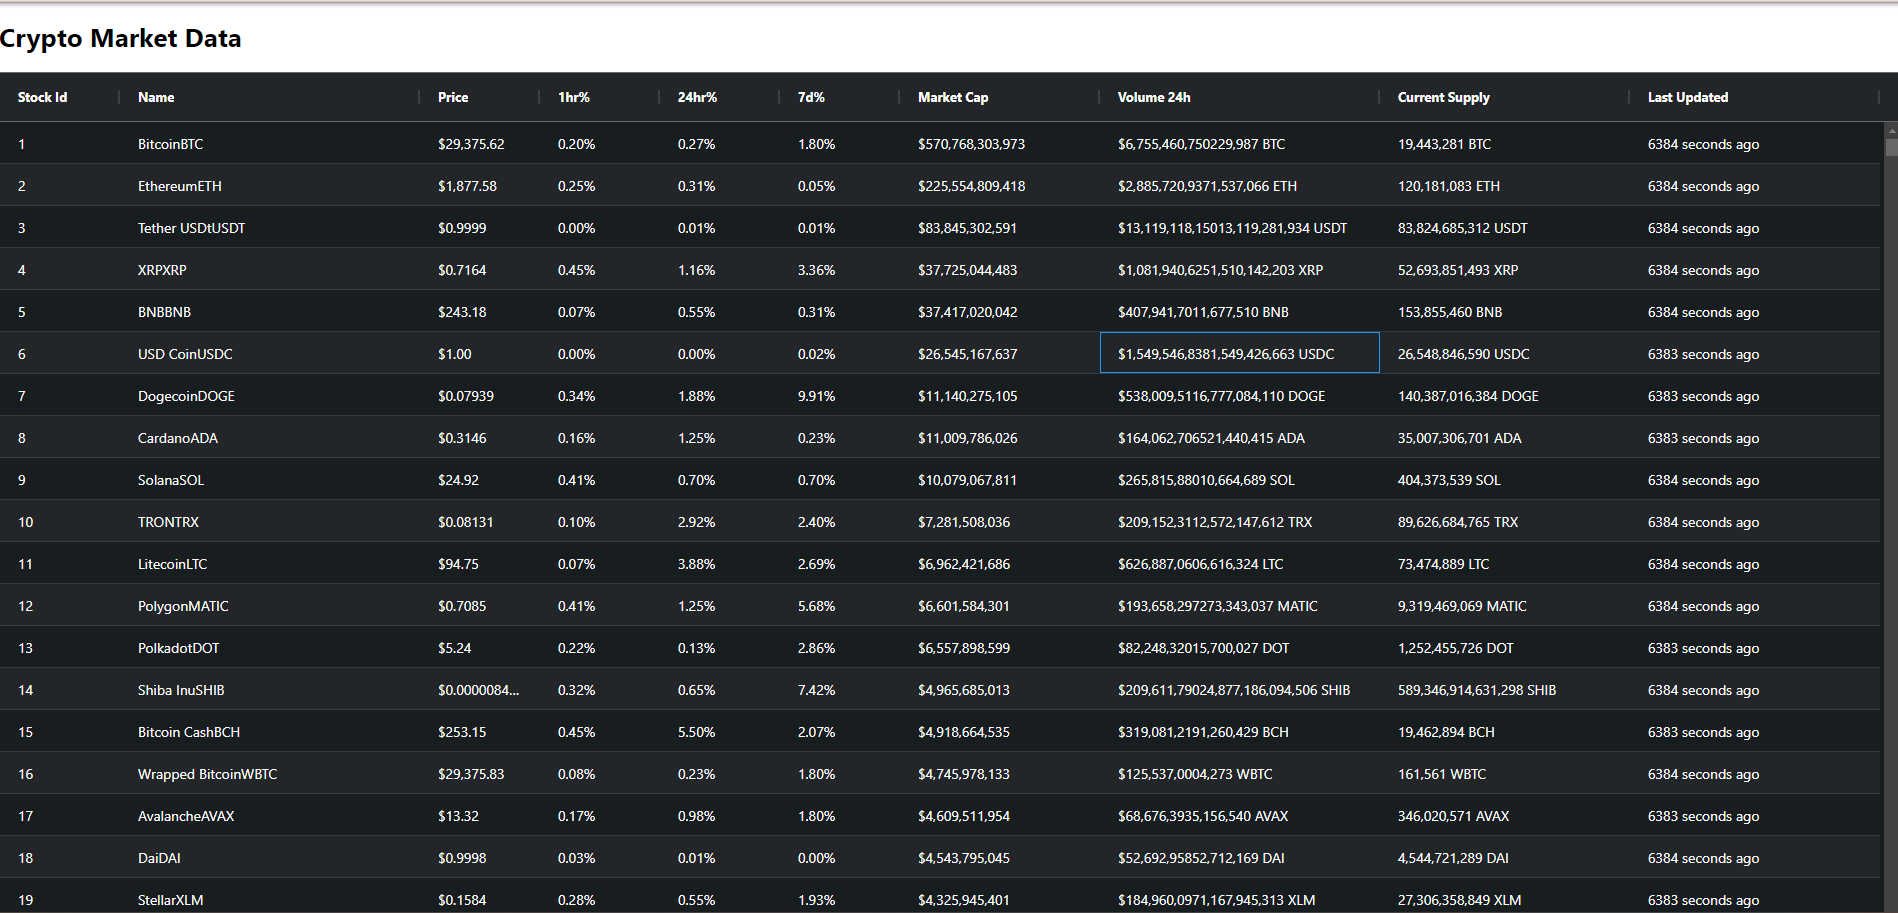 Crypto Market Data
Stock Id Name Price 1hr% 24hr% 7d% Market Cap Volume 24h Current Supply Last Updated
1 BitcoinBTC $29,375.62 0.20% 0.27% 1.80% $570,768,303,973 $6,755,460,750229,987 BTC 19,443,281 BTC 6384 seconds ago
2 EthereumETH $1,877.58 0.25% 0.31% 0.05% $225,554,809,418 $2,885,720,9371,537,066 ETH 120,181,083 ETH 6384 seconds ago
3 Tether USDtUSDT $0.9999 0.00% 0.01% 0.01% $83,845,302,591 $13,119,118,15013,119,281,934 USDT 83,824,685,312 USDT 6384 seconds ago
4 XRPXRP $0.7164 0.45% 1.16% 3.36% $37,725,044,483 $1,081,940,6251,510,142,203 XRP 52,693,851,493 XRP 6384 seconds ago
5 BNBBNB $243.18 0.07% 0.55% 0.31% $37,417,020,042 $407,941,7011,677,510 BNB 153,855,460 BNB 6384 seconds ago
6 USD CoinUSDC $1.00 0.00% 0.00% 0.02% $26,545,167,637 $1,549,546,8381,549,426,663 USDC 26,548,846,590 USDC 6383 seconds ago
7 DogecoinDOGE $0.07939 0.34% 1.88% 9.91% $11,140,275,105 $538,009,5116,777,084,110 DOGE 140,387,016,384 DOGE 6383 seconds ago
8 CardanoADA $0.3146 0.16% 1.25% 0.23% $11,009,786,026 $164,062,706521,440,415 ADA 35,007,306,701 ADA 6383 seconds ago
9 SolanaSOL $24.92 0.41% 0.70% 0.70% $10,079,067,811 $265,815,88010,664,689 SOL 404,373,539 SOL 6384 seconds ago
10 TRONTRX $0.08131 0.10% 2.92% 2.40% $7,281,508,036 $209,152,3112,572,147,612 TRX 89,626,684,765 TRX 6384 seconds ago
11 LitecoinLTC $94.75 0.07% 3.88% 2.69% $6,962,421,686 $626,887,0606,616,324 LTC 73,474,889 LTC 6384 seconds ago
12 PolygonMATIC $0.7085 0.41% 1.25% 5.68% $6,601,584,301 $193,658,297273,343,037 MATIC 9,319,469,069 MATIC 6384 seconds ago
13 PolkadotDOT $5.24 0.22% 0.13% 2.86% $6,557,898,599 $82,248,32015,700,027 DOT 1,252,455,726 DOT 6383 seconds ago
14 Shiba InuSHIB $0.0000084... 0.32% 0.65% 7.42% $4,965,685,013 $209,611,79024,877,186,094,506 SHIB 589,346,914,631,298 SHIB 6384 seconds ago
15 Bitcoin CashBCH $253.15 0.45% 5.50% 2.07% $4,918,664,535 $319,081,2191,260,429 BCH 19,462,894 BCH 6383 seconds ago
16 Wrapped BitcoinWBTC $29,375.83 0.08% 0.23% 1.80% $4,745,978,133 $125,537,0004,273 WBTC 161,561 WBTC 6384 seconds ago
17 AvalancheAVAX $13.32 0.17% 0.98% 1.80% $4,609,511,954 $68,676,3935,156,540 AVAX 346,020,571 AVAX 6383 seconds ago
18 DaiDAI $0.9998 0.03% 0.01% 0.00% $4,543,795,045 $52,692,95852,712,169 DAI 4,544,721,289 DAI 6384 seconds ago
19 StellarXLM $0.1584 0.28% 0.55% 1.93% $4,325,945,401 $184,960,0971,167,945,313 XLM 27,306,358,849 XLM 6383 seconds ago